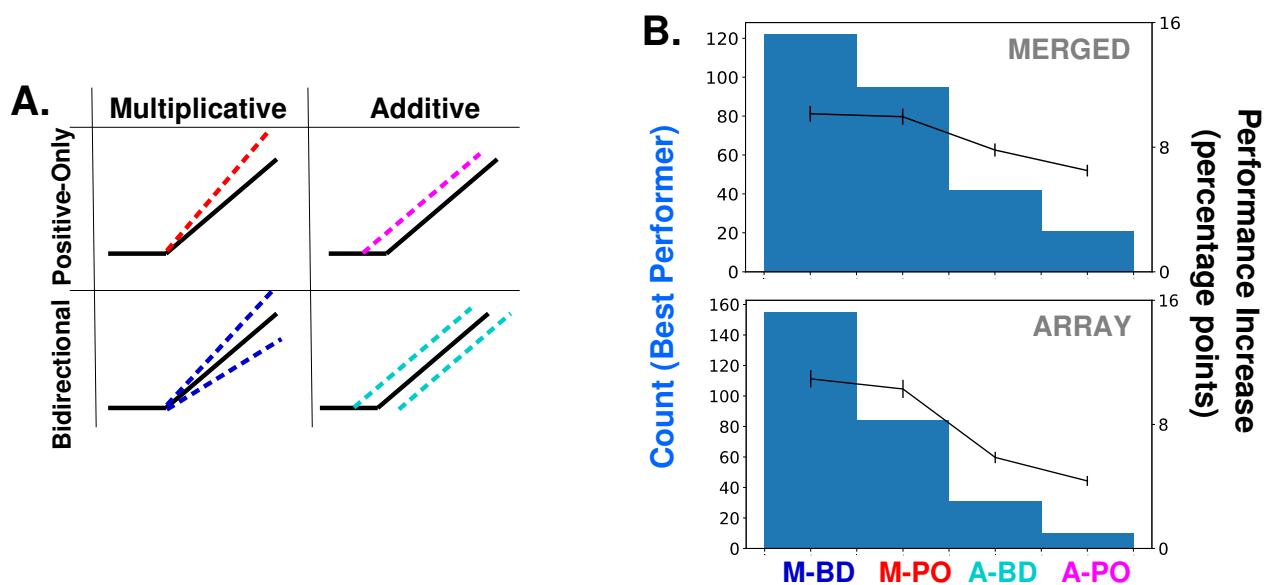 A.
Multiplicative
Additive
Positive-Only
Bidirectional
B.
Count (Best Performer)
120
100
80
60
40
20
0
MERGED
16
8
0
160
140
120
100
80
60
40
20
0
ARRAY
16
8
0
Performance Increase
(percentage points)
M-BD M-PO A-BD A-PO